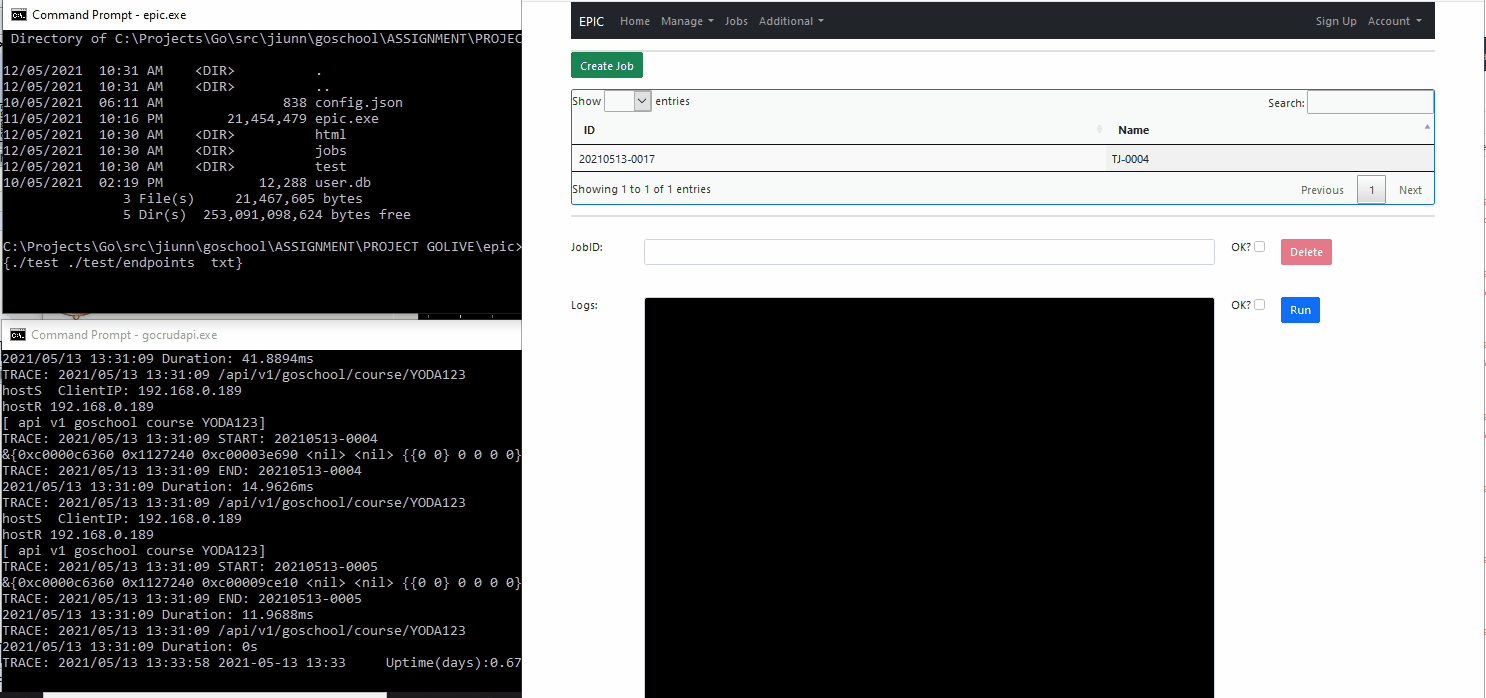 Command Prompt - epic.exe
Directory of C:\Projects\Go\src\jiunn\goschool\ASSIGNMENT\PROJEC
12/05/2021  10:31 AM    <DIR>          .
12/05/2021  10:31 AM    <DIR>          ..
10/05/2021  06:11 AM               838 config.json
11/05/2021  10:16 PM        21,454,479 epic.exe
12/05/2021  10:30 AM    <DIR>          html
12/05/2021  10:30 AM    <DIR>          jobs
12/05/2021  10:30 AM    <DIR>          test
10/05/2021  02:19 PM            12,288 user.db
3 File(s)     21,467,605 bytes
5 Dir(s)  253,091,098,624 bytes free
C:\Projects\Go\src\jiunn\goschool\ASSIGNMENT\PROJECT GOLIVE\epic>
{./test ./test/endpoints  txt}
Command Prompt - gocrudapi.exe
2021/05/13 13:31:09 Duration: 41.8894ms
TRACE: 2021/05/13 13:31:09 /api/v1/goschool/course/YODA123
hostS  ClientIP: 192.168.0.189
hostR 192.168.0.189
[ api v1 goschool course YODA123]
TRACE: 2021/05/13 13:31:09 START: 20210513-0004
&{0xc0000c6360 0x1127240 0xc00003e690 <nil> <nil> {{0 0} 0 0 0 0}
TRACE: 2021/05/13 13:31:09 END: 20210513-0004
2021/05/13 13:31:09 Duration: 14.9626ms
TRACE: 2021/05/13 13:31:09 /api/v1/goschool/course/YODA123
hostS  ClientIP: 192.168.0.189
hostR 192.168.0.189
[ api v1 goschool course YODA123]
TRACE: 2021/05/13 13:31:09 START: 20210513-0005
&{0xc0000c6360 0x1127240 0xc00009ce10 <nil> <nil> {{0 0} 0 0 0 0}
TRACE: 2021/05/13 13:31:09 END: 20210513-0005
2021/05/13 13:31:09 Duration: 11.9688ms
TRACE: 2021/05/13 13:31:09 /api/v1/goschool/course/YODA123
2021/05/13 13:31:09 Duration: 0s
TRACE: 2021/05/13 13:33:58 2021-05-13 13:33     Uptime(days):0.67
EPIC Home Manage Jobs Additional Sign Up Account
Create Job
Show entries Search:
ID Name
20210513-0017 TJ-0004
Showing 1 to 1 of 1 entries Previous 1 Next
JobID: OK? Delete
Logs: OK? Run